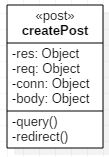 «post»
createPost
-res: Object
-req: Object
-conn: Object
-body: Object
-query()
-redirect()